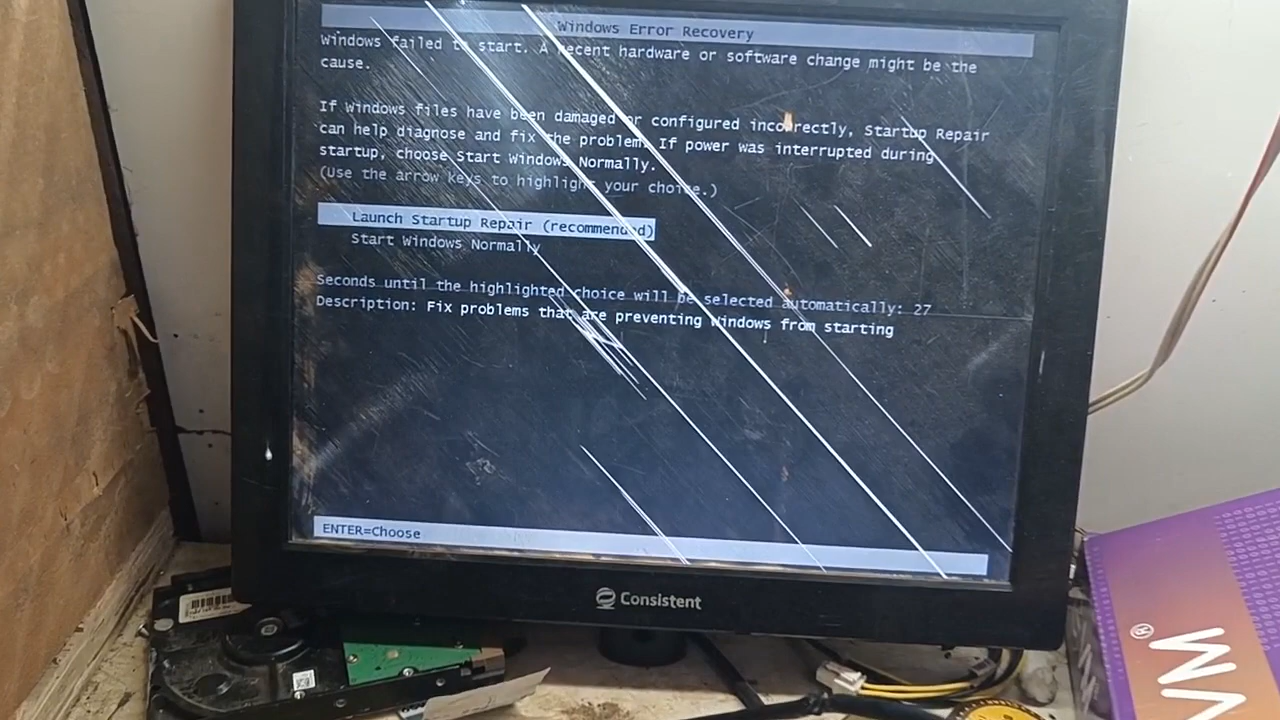 Windows Error Recovery
Windows failed to start. A recent hardware or software change might be the
cause.
If Windows files have been damaged or configured incorrectly, Startup Repair
can help diagnose and fix the problem. If power was interrupted during
startup, choose Start Windows Normally.
(Use the arrow keys to highlight your choice.)
Launch Startup Repair (recommended)
Start Windows Normally
Seconds until the highlighted choice will be selected automatically: 27
Description: Fix problems that are preventing Windows from starting
ENTER=Choose
Consistent